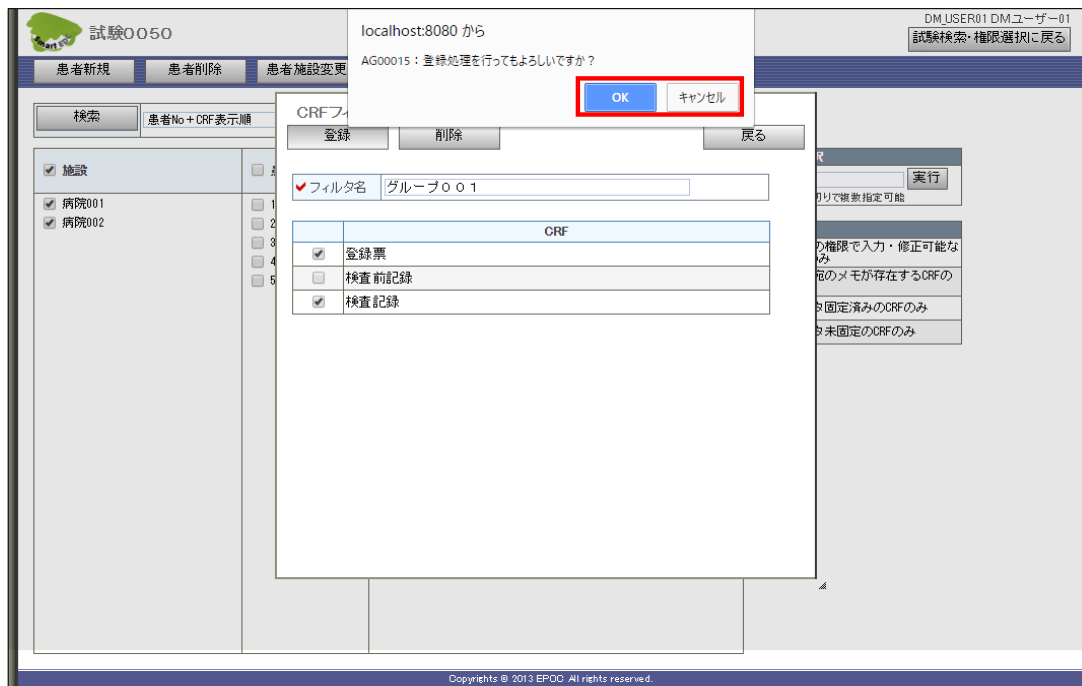 Smart EDC
試験0050
DM_USER01 DMユーザー01
試験検索・権限選択に戻る
患者新規
患者削除
患者施設変更
localhost:8080 から
AG00015：登録処理を行ってもよろしいですか？
OK
キャンセル
検索
患者No＋CRF表示順
CRFフィ
登録
削除
戻る
施設
病院001
病院002
1
2
3
4
5
フィルタ名
グループ００１
CRF
登録票
検査前記録
検査記録
実行
切りで複数指定可能
の権限で入力・修正可能な
み
宛のメモが存在するCRFの
タ固定済みのCRFのみ
タ未固定のCRFのみ
Copyrights © 2013 EPOC All rights reserved.